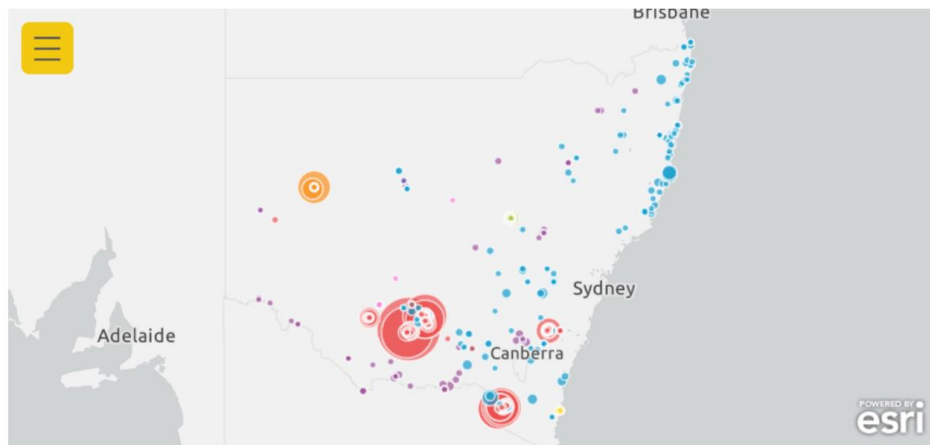 Brisbane
Sydney
Adelaide
Canberra
POWERED BY
esri